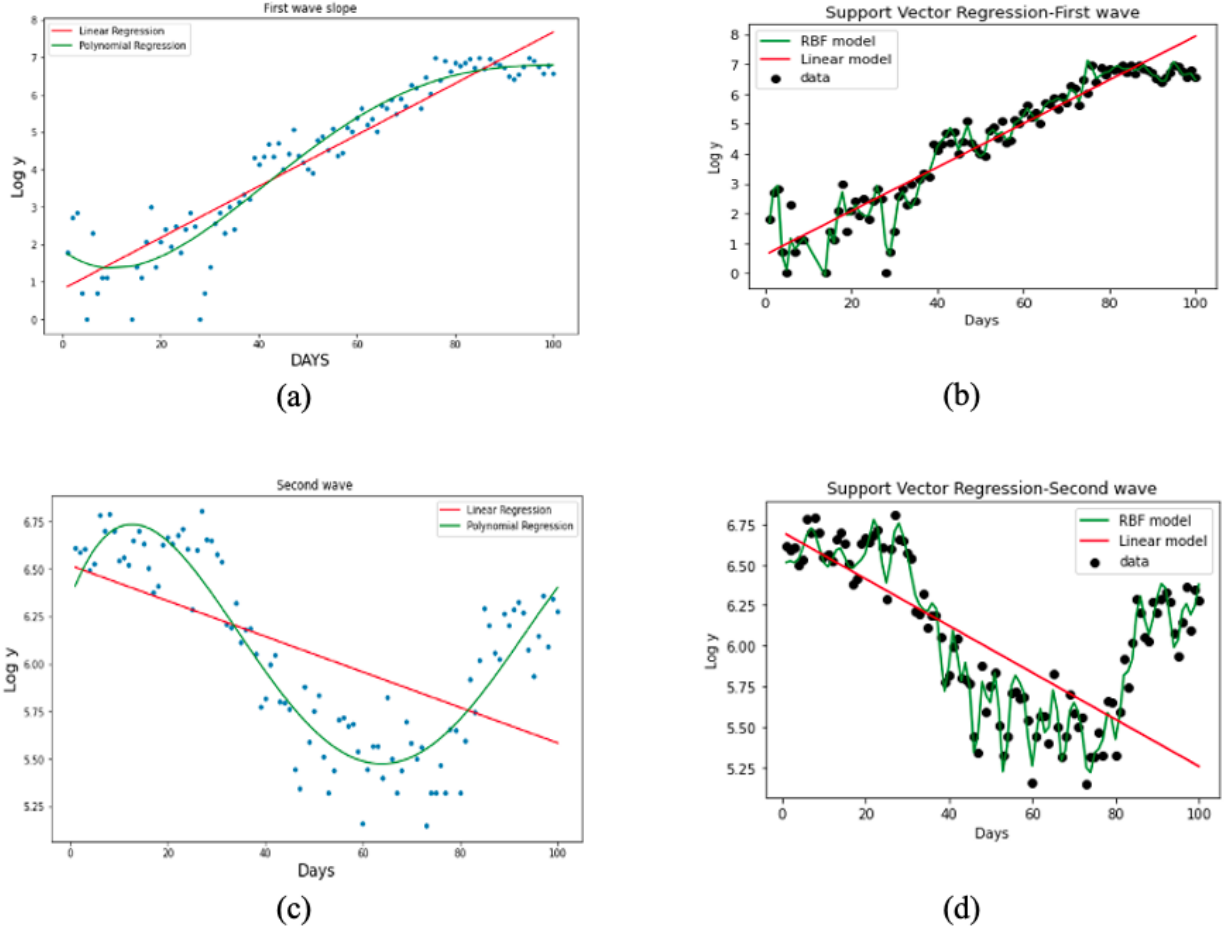 First wave slope
Linear Regression
Polynomial Regression
8
7
6
5
4
3
2
1
0
Log y
0 20 40 60 80 100
DAYS
(a)
Support Vector Regression-First wave
RBF model
Linear model
data
8
7
6
5
4
3
2
1
0
Log y
0 20 40 60 80 100
Days
(b)
Second wave
Linear Regression
Polynomial Regression
6.75
6.50
6.25
6.00
5.75
5.50
5.25
Log y
0 20 40 60 80 100
Days
(c)
Support Vector Regression-Second wave
RBF model
Linear model
data
6.75
6.50
6.25
6.00
5.75
5.50
5.25
Log y
0 20 40 60 80 100
Days
(d)